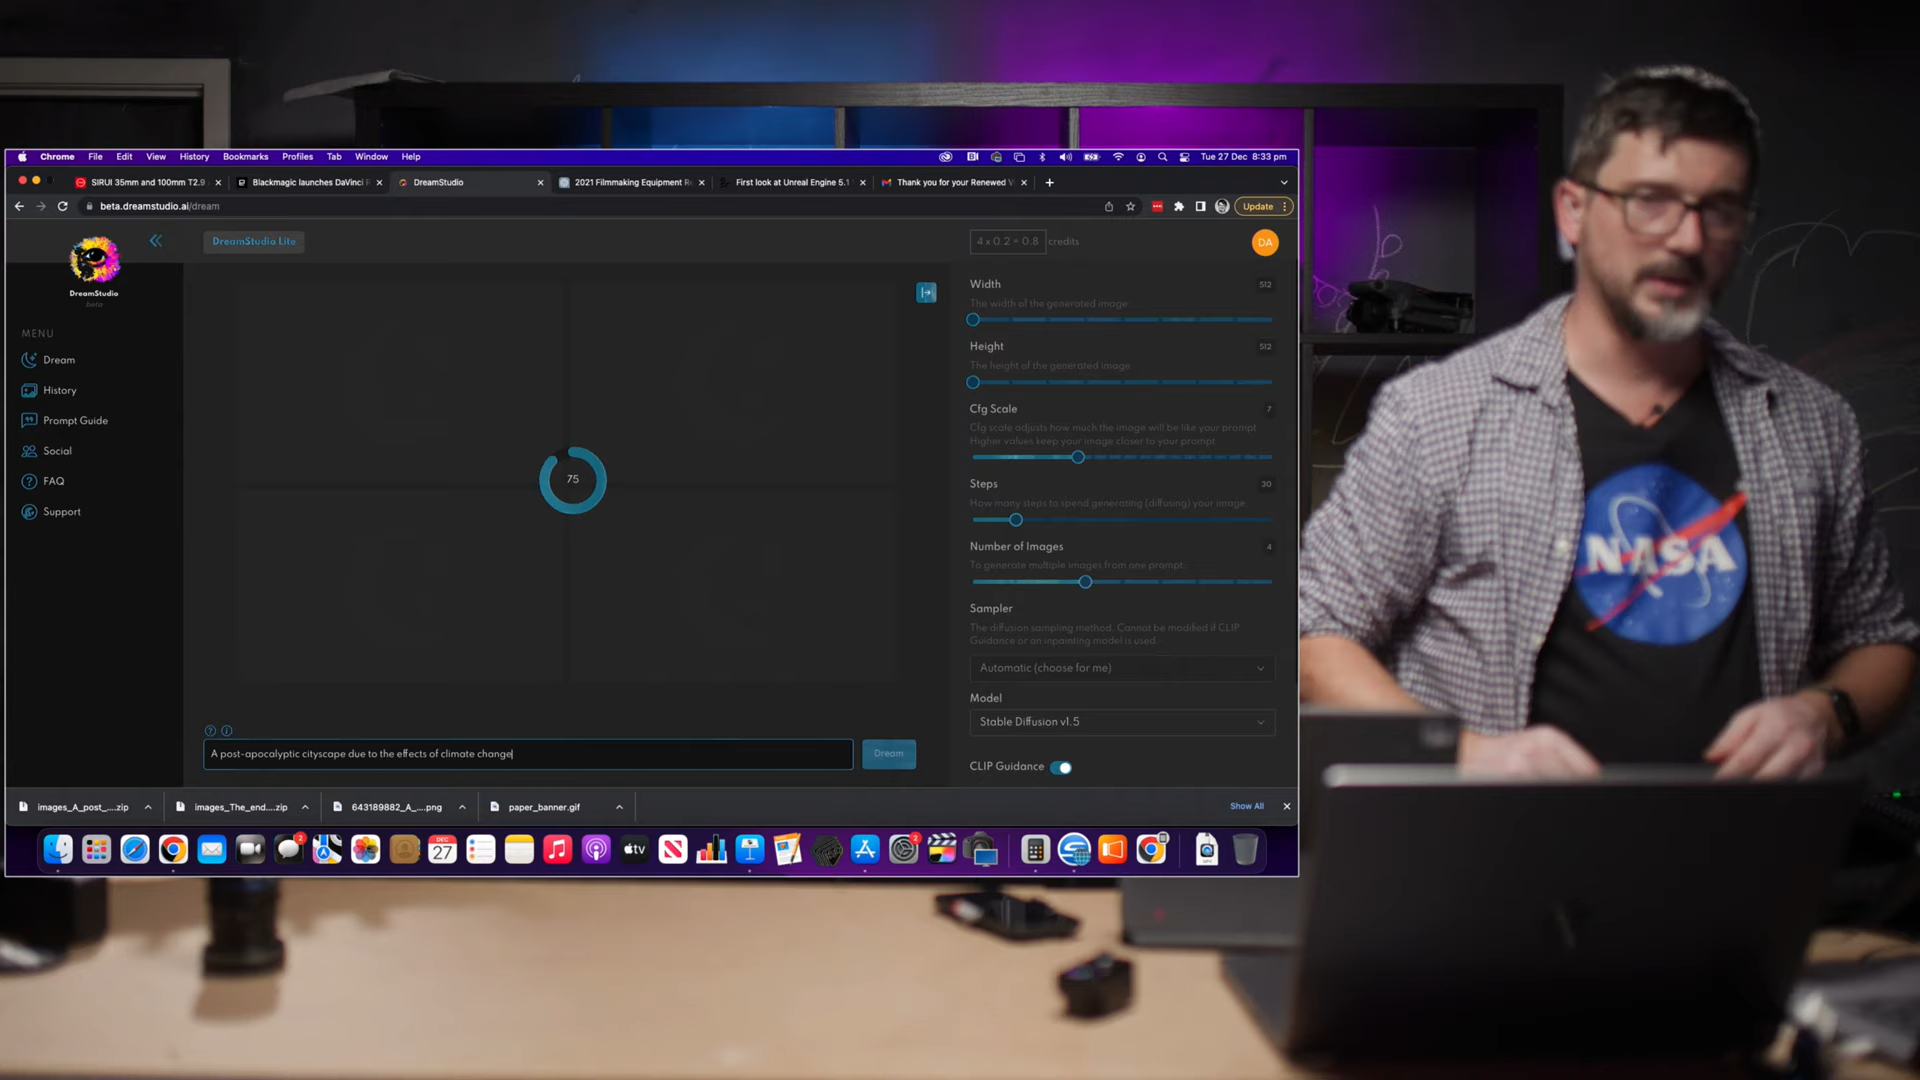 Chrome File Edit View History Bookmarks Profiles Tab Window Help Tue 27 Dec 8:33 pm
SIRUI 35mm and 100mm T2.9 Blackmagic launches DaVinci DreamStudio 2021 Filmmaking Equipment First look at Unreal Engine 5.1 Thank you for your Renewed
beta.dreamstudio.ai/dream Update
DreamStudio Lite 4 x 0.2 = 0.8 credits DA
DreamStudio
beta
MENU
Dream
History
Prompt Guide
Social
FAQ
Support
75
Width 512
The width of the generated image.
Height 512
The height of the generated image
Cfg Scale 7
Cfg scale adjusts how much the image will be like your prompt
Higher values keep your image closer to your prompt
Steps 30
How many steps to spend generating (diffusing) your image.
Number of Images 4
To generate multiple images from one prompt.
Sampler
The diffusion sampling method. Cannot be modified if CLIP
Guidance or an inpainting model is used.
Automatic (choose for me)
Model
Stable Diffusion v1.5
CLIP Guidance
A post-apocalyptic cityscape due to the effects of climate change
Dream
images_A_post_....zip images_The_end....zip 643189882_A_....png paper_banner.gif Show All
2 DEC 27 tv 2
NASA